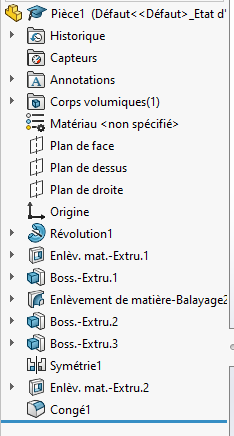 Pièce1 (Défaut<<Défaut>_Etat d'
Historique
Capteurs
Annotations
Corps volumiques(1)
Matériau <non spécifié>
Plan de face
Plan de dessus
Plan de droite
Origine
Révolution1
Enlèv. mat.-Extru.1
Boss.-Extru.1
Enlèvement de matière-Balayage2
Boss.-Extru.2
Boss.-Extru.3
Symétrie1
Enlèv. mat.-Extru.2
Congé1